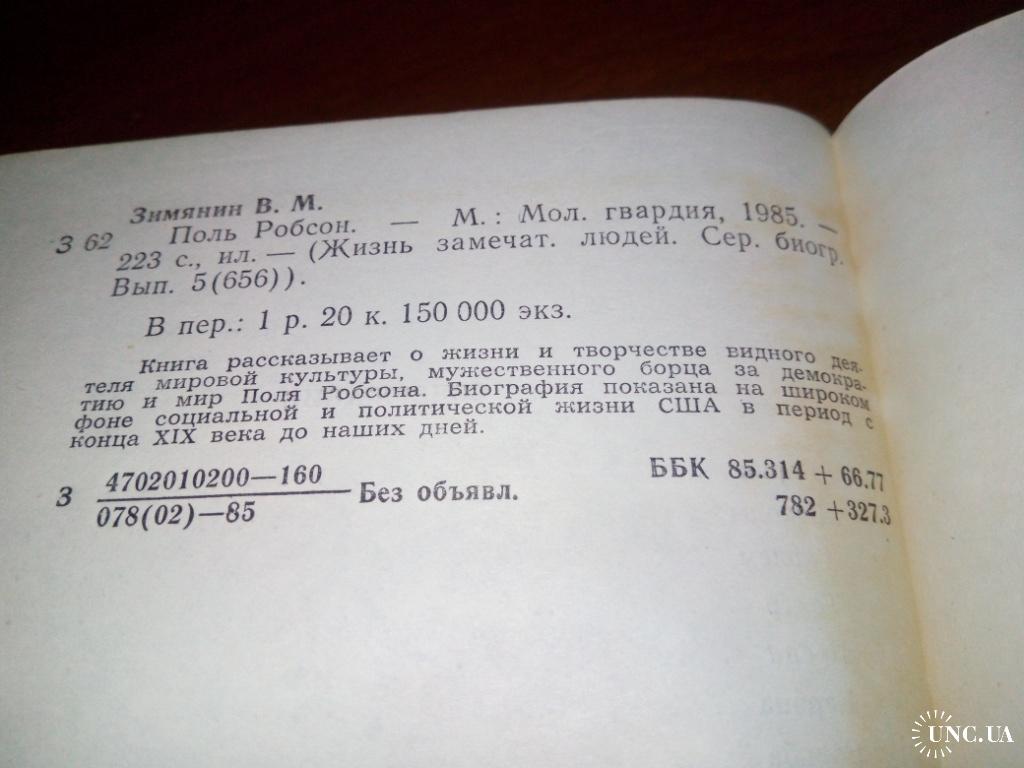 Зимянин В. М.
З 62 Поль Робсон. — М.: Мол. гвардия, 1985. —
223 с., ил. — (Жизнь замечат. людей. Сер. биогр.
Вып. 5(656)).
В пер.: 1 р. 20 к. 150 000 экз.
Книга рассказывает о жизни и творчестве видного дея-
теля мировой культуры, мужественного борца за демокра-
тию и мир Поля Робсона. Биография показана на широком
фоне социальной и политической жизни США в период с
конца XIX века до наших дней.
З 4702010200—160 Без объявл. ББК 85.314 + 66.77
078(02)—85 782 + 327.3
UNC.UA